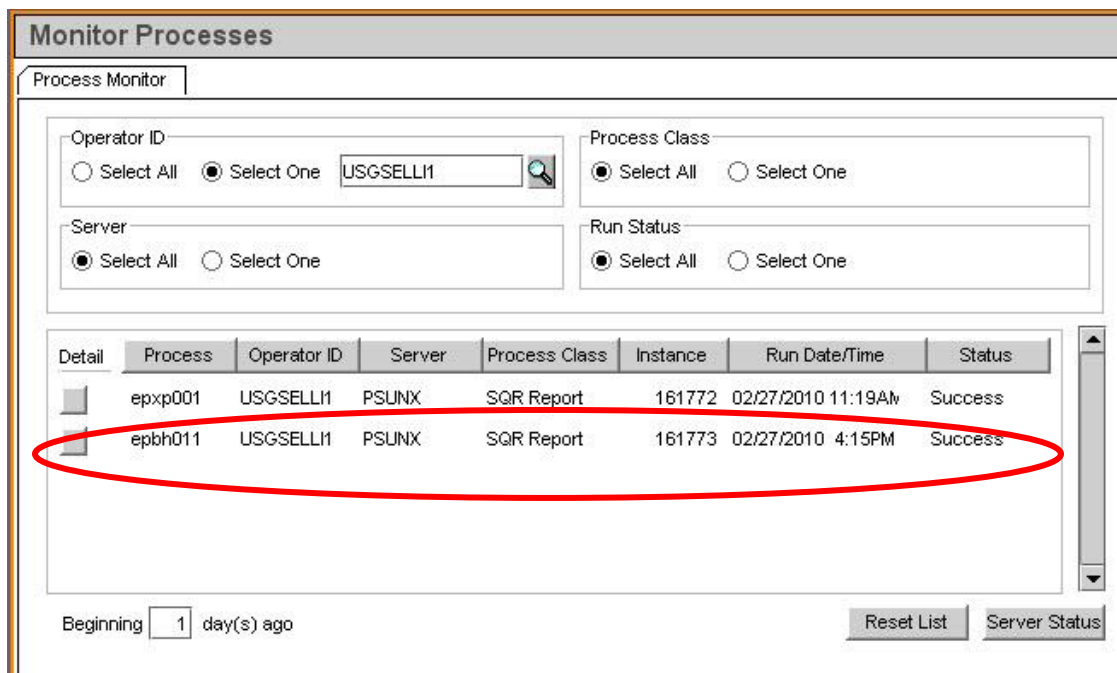 Monitor Processes
Process Monitor
Operator ID
Select All Select One USGSELLI1
Process Class
Select All Select One
Server
Select All Select One
Run Status
Select All Select One
Detail Process Operator ID Server Process Class Instance Run Date/Time Status
epxp001 USGSELLI1 PSUNX SQR Report 161772 02/27/2010 11:19AM Success
epbh011 USGSELLI1 PSUNX SQR Report 161773 02/27/2010 4:15PM Success
Beginning 1 day(s) ago
Reset List Server Status